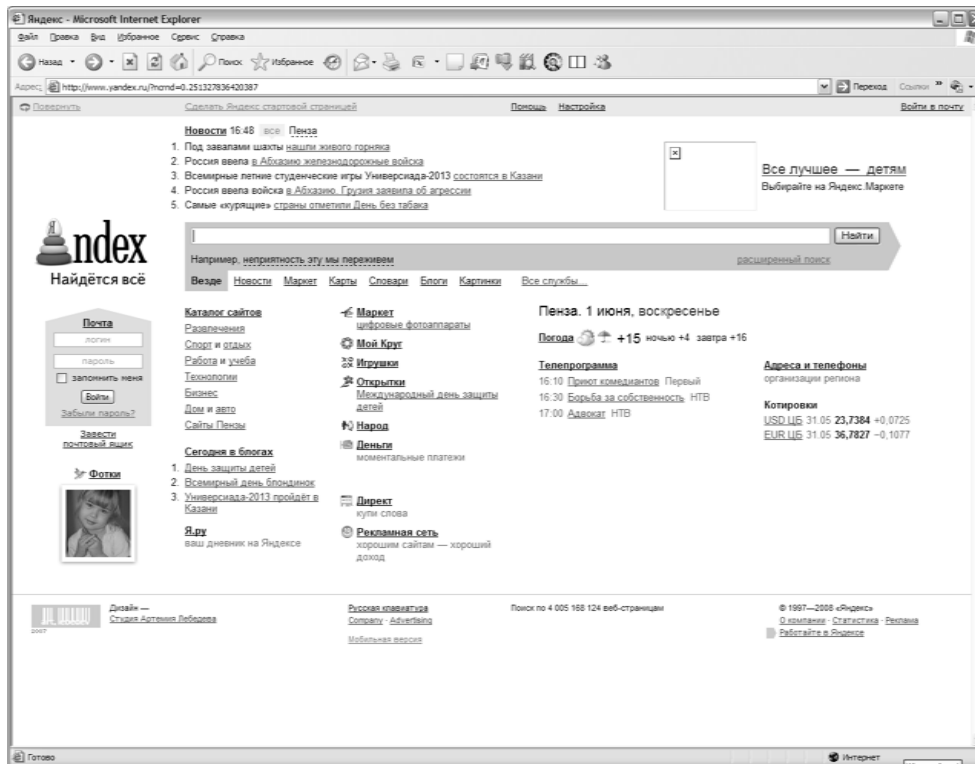 Яндекс - Microsoft Internet Explorer
Файл Правка Вид Избранное Сервис Справка
Назад Поиск Избранное
Адрес: http://www.yandex.ru/?ncrnd=0.251327836420387 Переход Ссылки »
Повернуть Сделать Яндекс стартовой страницей Помощь Настройка Войти в почту
Новости 16:48 все Пенза
1. Под завалами шахты нашли живого горняка
2. Россия ввела в Абхазию железнодорожные войска
3. Всемирные летние студенческие игры Универсиада-2013 состоятся в Казани
4. Россия ввела войска в Абхазию. Грузия заявила об агрессии
5. Самые «курящие» страны отметили День без табака
Все лучшее — детям
Выбирайте на Яндекс.Маркете
Яndex
Найдётся всё
Найти
Например, неприятность эту мы переживем
расширенный поиск
Везде Новости Маркет Карты Словари Блоги Картинки Все службы...
Почта
логин
пароль
запомнить меня
Войти
Забыли пароль?
Завести
почтовый ящик
Фотки
Каталог сайтов
Развлечения
Спорт и отдых
Работа и учеба
Технологии
Бизнес
Дом и авто
Сайты Пензы
Сегодня в блогах
1. День защиты детей
2. Всемирный день блондинок
3. Универсиада-2013 пройдёт в
Казани
Я.ру
ваш дневник на Яндексе
Маркет
цифровые фотоаппараты
Мой Круг
Игрушки
Открытки
Международный день защиты
детей
Народ
Деньги
моментальные платежи
Директ
купи слова
Рекламная сеть
хорошим сайтам — хороший
доход
Пенза. 1 июня, воскресенье
Погода +15 ночью +4 завтра +16
Телепрограмма
16:10 Приют комедиантов Первый
16:30 Борьба за собственность НТВ
17:00 Адвокат НТВ
Адреса и телефоны
организации региона
Котировки
USD ЦБ 31.05 23,7384 +0,0725
EUR ЦБ 31.05 36,7827 −0,1077
2007
Дизайн —
Студия Артемия Лебедева
Русская клавиатура
Company · Advertising
Мобильная версия
Поиск по 4 005 168 124 веб-страницам
© 1997—2008 «Яндекс»
О компании · Статистика · Реклама
Работайте в Яндексе
Готово Интернет